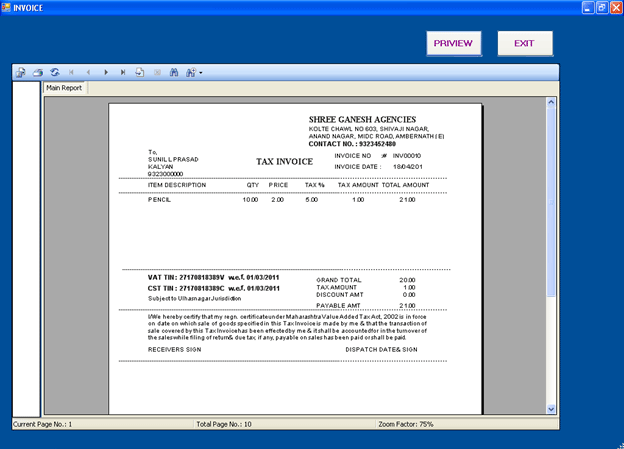 INVOICE
PRIVIEW
EXIT
Main Report
SHREE GANESH AGENCIES
KOLTE CHAWL NO 603, SHIVAJI NAGAR,
ANAND NAGAR, MIDC ROAD, AMBERNATH (E)
CONTACT NO. : 9323452480
To,
SUNIL L PRASAD
KALYAN
9323000000
TAX INVOICE
INVOICE NO # INV00010
INVOICE DATE : 18/04/201
ITEM DESCRIPTION QTY PRICE TAX % TAX AMOUNT TOTAL AMOUNT
PENCIL 10.00 2.00 5.00 1.00 21.00
VAT TIN : 27170818389V w.e.f. 01/03/2011
CST TIN : 27170818389C w.e.f. 01/03/2011
Subject to Ulhasnagar Jurisdiction
GRAND TOTAL 20.00
TAX AMOUNT 1.00
DISCOUNT AMT 0.00
PAYABLE AMT 21.00
I/We hereby certify that my regn. certificate under Maharashtra Value Added Tax Act, 2002 is in force
on date on which sale of goods specified in this Tax Invoice is made by me & that the transaction of
sale covered by this Tax Invoice has been effected by me & it shall be accounted for in the turnover of
the sales while filing of return & due tax, if any, payable on sales has been paid or shall be paid.
RECEIVERS SIGN DISPATCH DATE & SIGN
Current Page No.: 1 Total Page No.: 10 Zoom Factor: 75%